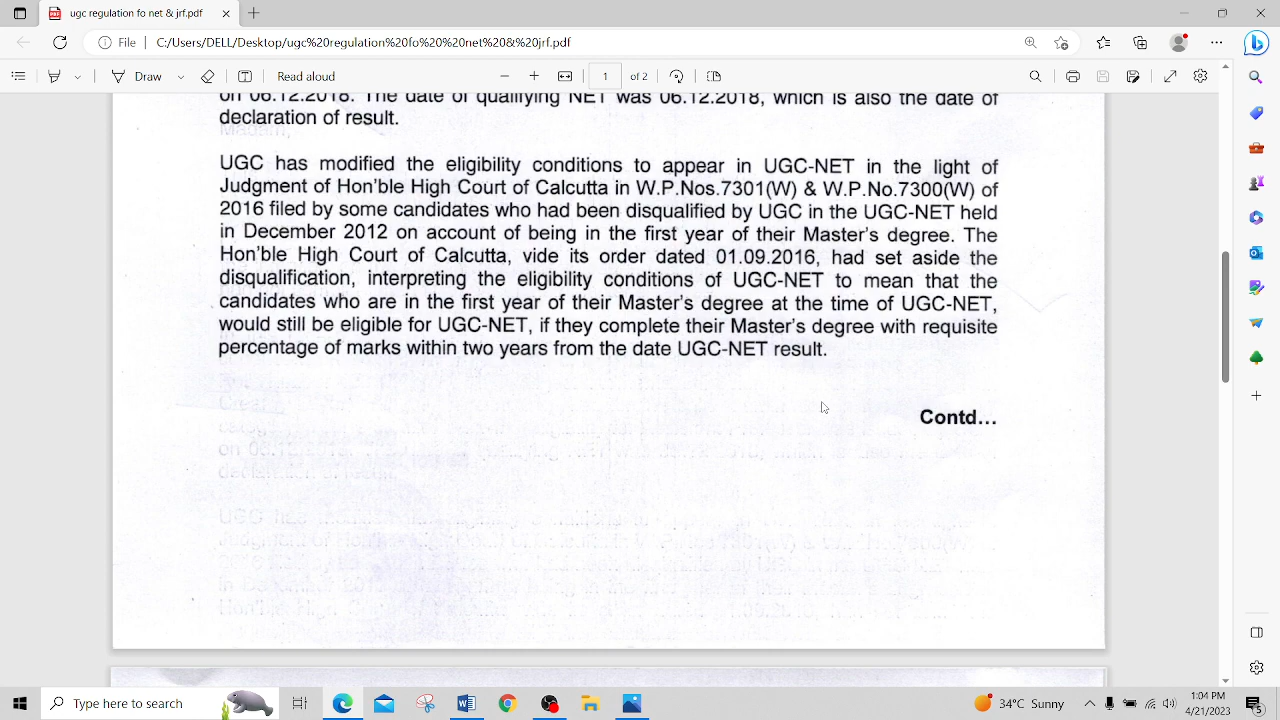 ugc regulation fo net & jrf.pdf
File C:/Users/DELL/Desktop/ugc%20regulation%20fo%20%20net%20&%20jrf.pdf
Draw Read aloud 1 of 2
on 06.12.2018. The date of qualifying NET was 06.12.2018, which is also the date of
declaration of result.
Madam,
UGC has modified the eligibility conditions to appear in UGC-NET in the light of
Judgment of Hon'ble High Court of Calcutta in W.P.Nos.7301(W) & W.P.No.7300(W) of
2016 filed by some candidates who had been disqualified by UGC in the UGC-NET held
in December 2012 on account of being in the first year of their Master's degree. The
Hon'ble High Court of Calcutta, vide its order dated 01.09.2016, had set aside the
disqualification, interpreting the eligibility conditions of UGC-NET to mean that the
candidates who are in the first year of their Master's degree at the time of UGC-NET,
would still be eligible for UGC-NET, if they complete their Master's degree with requisite
percentage of marks within two years from the date UGC-NET result.
Contd...
Type here to search
34°C Sunny
1:04 PM
4/21/2023
5